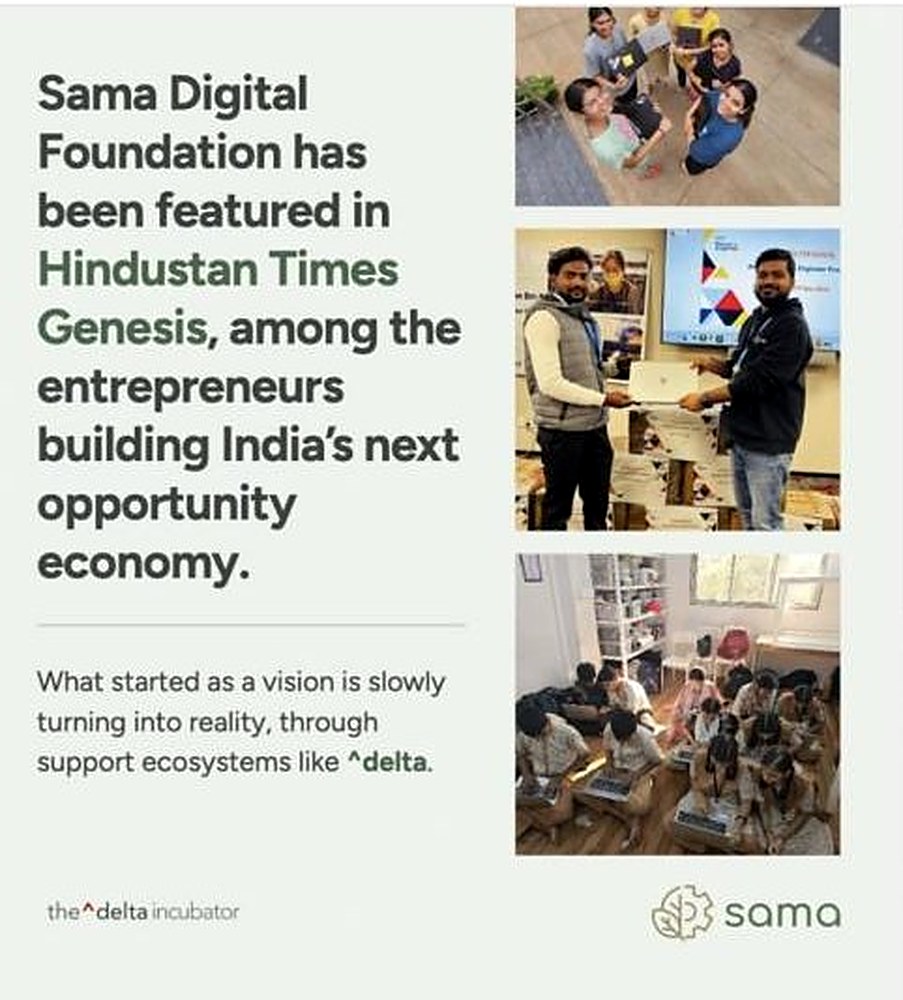 Sama Digital
Foundation has
been featured in
Hindustan Times
Genesis, among the
entrepreneurs
building India’s next
opportunity
economy.
What started as a vision is slowly
turning into reality, through
support ecosystems like ^delta.
the^delta incubator
sama